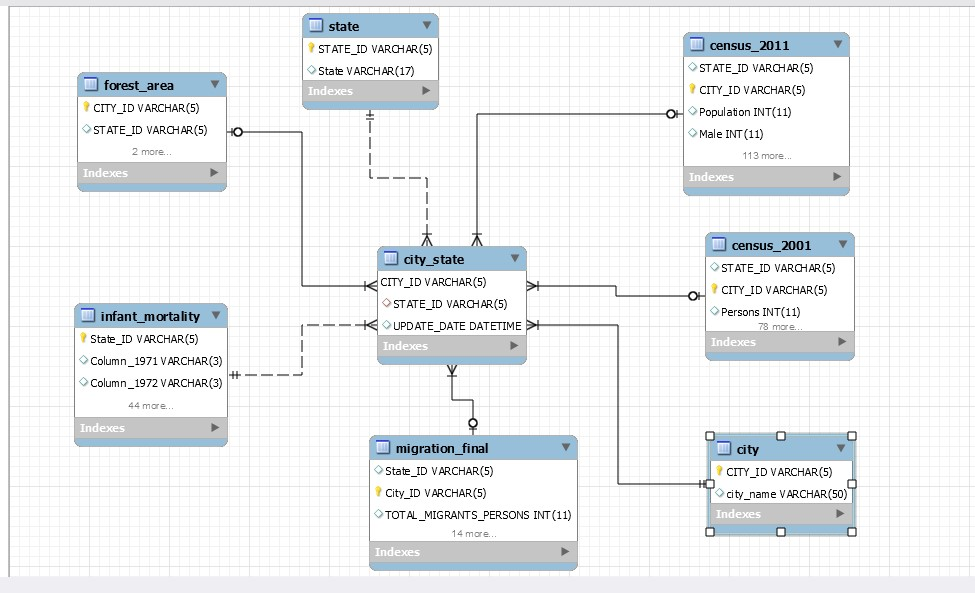 state
STATE_ID VARCHAR(5)
State VARCHAR(17)
Indexes
census_2011
STATE_ID VARCHAR(5)
CITY_ID VARCHAR(5)
Population INT(11)
Male INT(11)
113 more...
Indexes
forest_area
CITY_ID VARCHAR(5)
STATE_ID VARCHAR(5)
2 more...
Indexes
city_state
CITY_ID VARCHAR(5)
STATE_ID VARCHAR(5)
UPDATE_DATE DATETIME
Indexes
census_2001
STATE_ID VARCHAR(5)
CITY_ID VARCHAR(5)
Persons INT(11)
78 more...
Indexes
infant_mortality
State_ID VARCHAR(5)
Column_1971 VARCHAR(3)
Column_1972 VARCHAR(3)
44 more...
Indexes
migration_final
State_ID VARCHAR(5)
City_ID VARCHAR(5)
TOTAL_MIGRANTS_PERSONS INT(11)
14 more...
Indexes
city
CITY_ID VARCHAR(5)
city_name VARCHAR(50)
Indexes